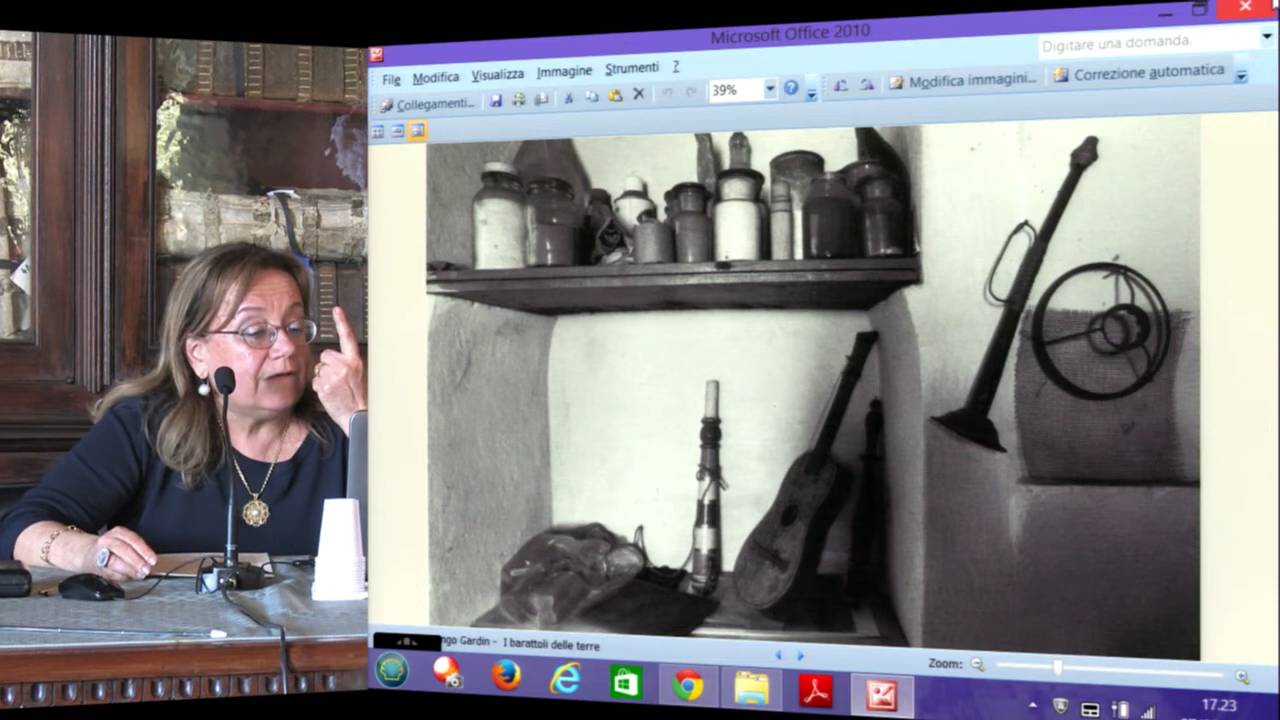 Microsoft Office 2010
Digitare una domanda.
File Modifica Visualizza Immagine Strumenti ?
Collegamenti... 39% Modifica immagini... Correzione automatica
ngo Gardin - I barattoli delle terre
Zoom:
17.23